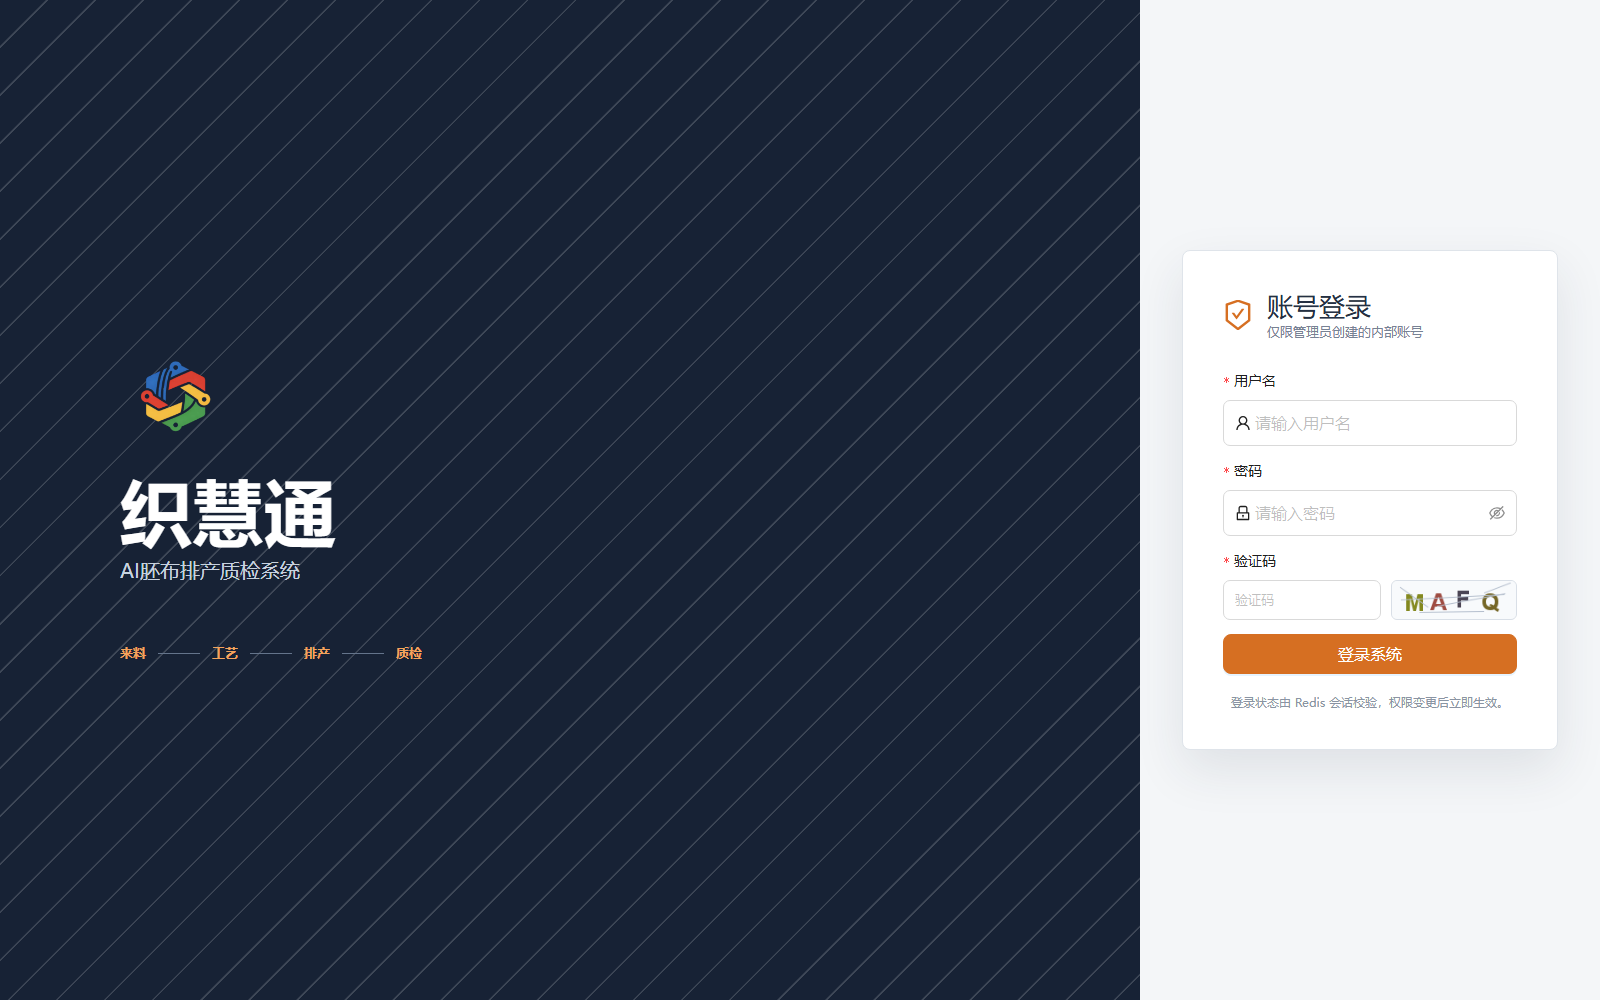 织慧通
AI胚布排产质检系统
来料 工艺 排产 质检
账号登录
仅限管理员创建的内部账号
* 用户名
请输入用户名
* 密码
请输入密码
* 验证码
验证码
MAFQ
登录系统
登录状态由 Redis 会话校验，权限变更后立即生效。